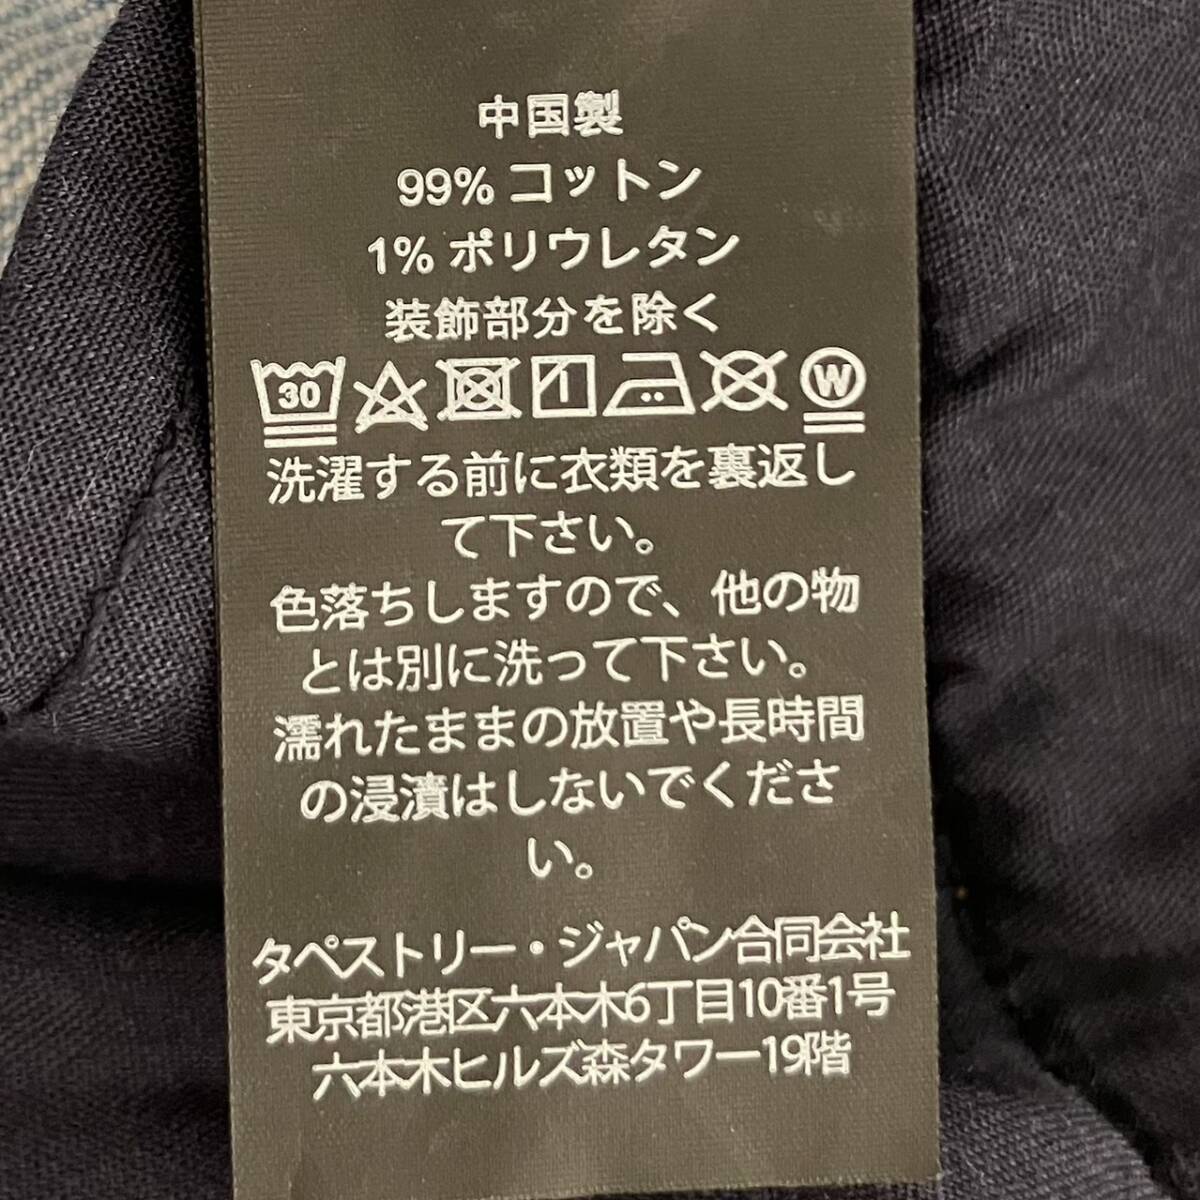 中国製
99% コットン
1% ポリウレタン
装飾部分を除く
30 W
洗濯する前に衣類を裏返し
て下さい。
色落ちしますので、他の物
とは別に洗って下さい。
濡れたままの放置や長時間
の浸漬はしないでくださ
い。
タペストリー・ジャパン合同会社
東京都港区六本木6丁目10番1号
六本木ヒルズ森タワー19階